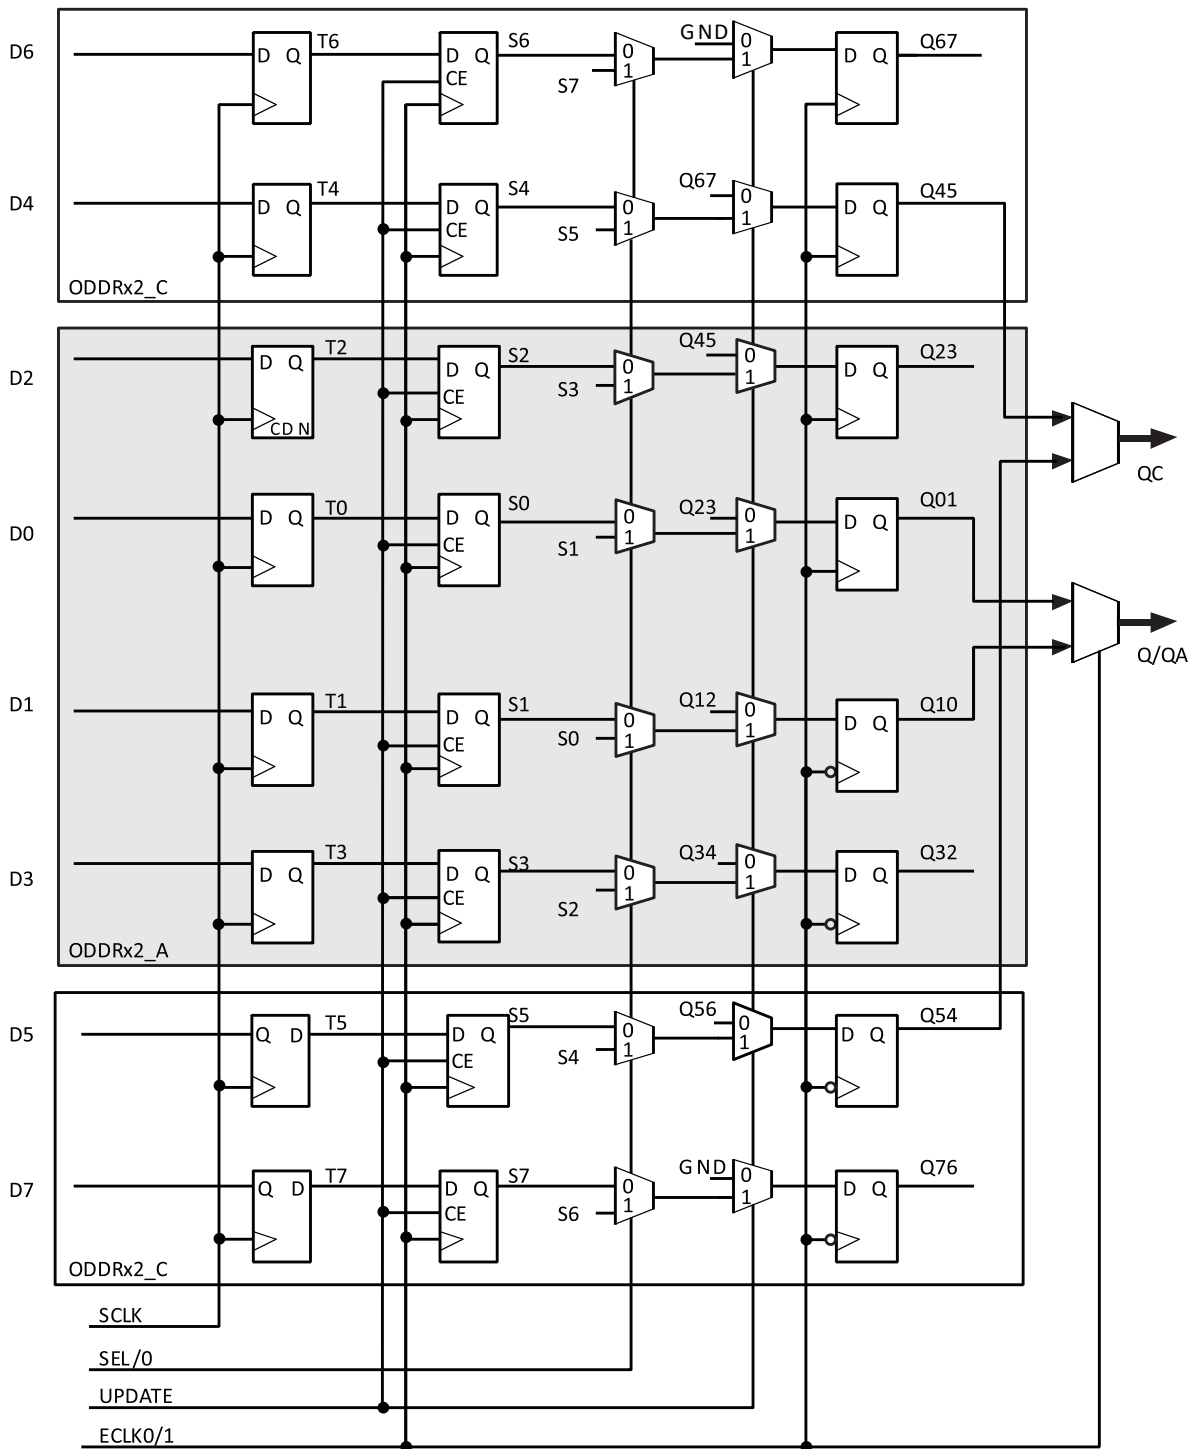 D6 D Q T6 D Q CE S6 S7 0 1 GND 0 1 D Q Q67
D4 D Q T4 D Q CE S4 S5 0 1 Q67 0 1 D Q Q45
ODDRx2_C
D2 D Q CDN T2 D Q CE S2 S3 0 1 Q45 0 1 D Q Q23
QC
D0 D Q T0 D Q CE S0 S1 0 1 Q23 0 1 D Q Q01
Q/QA
D1 D Q T1 D Q CE S1 S0 0 1 Q12 0 1 D Q Q10
D3 D Q T3 D Q CE S3 S2 0 1 Q34 0 1 D Q Q32
ODDRx2_A
D5 Q D T5 D Q CE S5 S4 0 1 Q56 0 1 D Q Q54
D7 Q D T7 D Q CE S7 S6 0 1 GND 0 1 D Q Q76
ODDRx2_C
SCLK
SEL/0
UPDATE
ECLK0/1